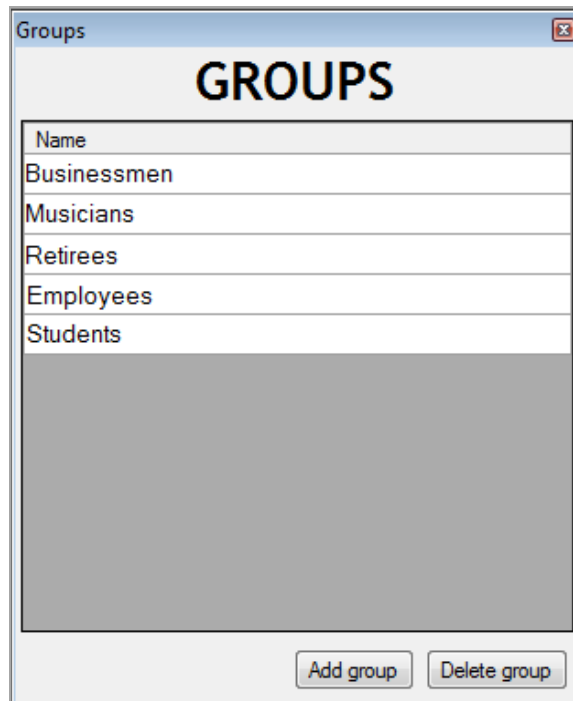 Groups
GROUPS
Name
Businessmen
Musicians
Retirees
Employees
Students
Add group Delete group